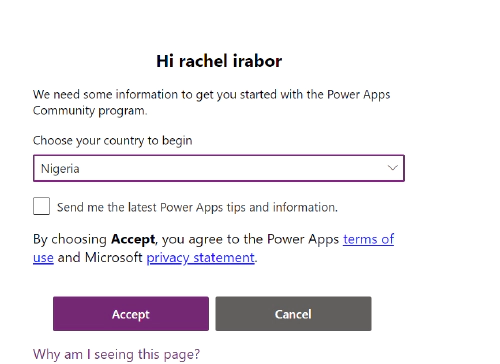 Hi rachel irabor
We need some information to get you started with the Power Apps
Community program.
Choose your country to begin
Nigeria
Send me the latest Power Apps tips and information.
By choosing Accept, you agree to the Power Apps terms of
use and Microsoft privacy statement.
Accept
Cancel
Why am I seeing this page?